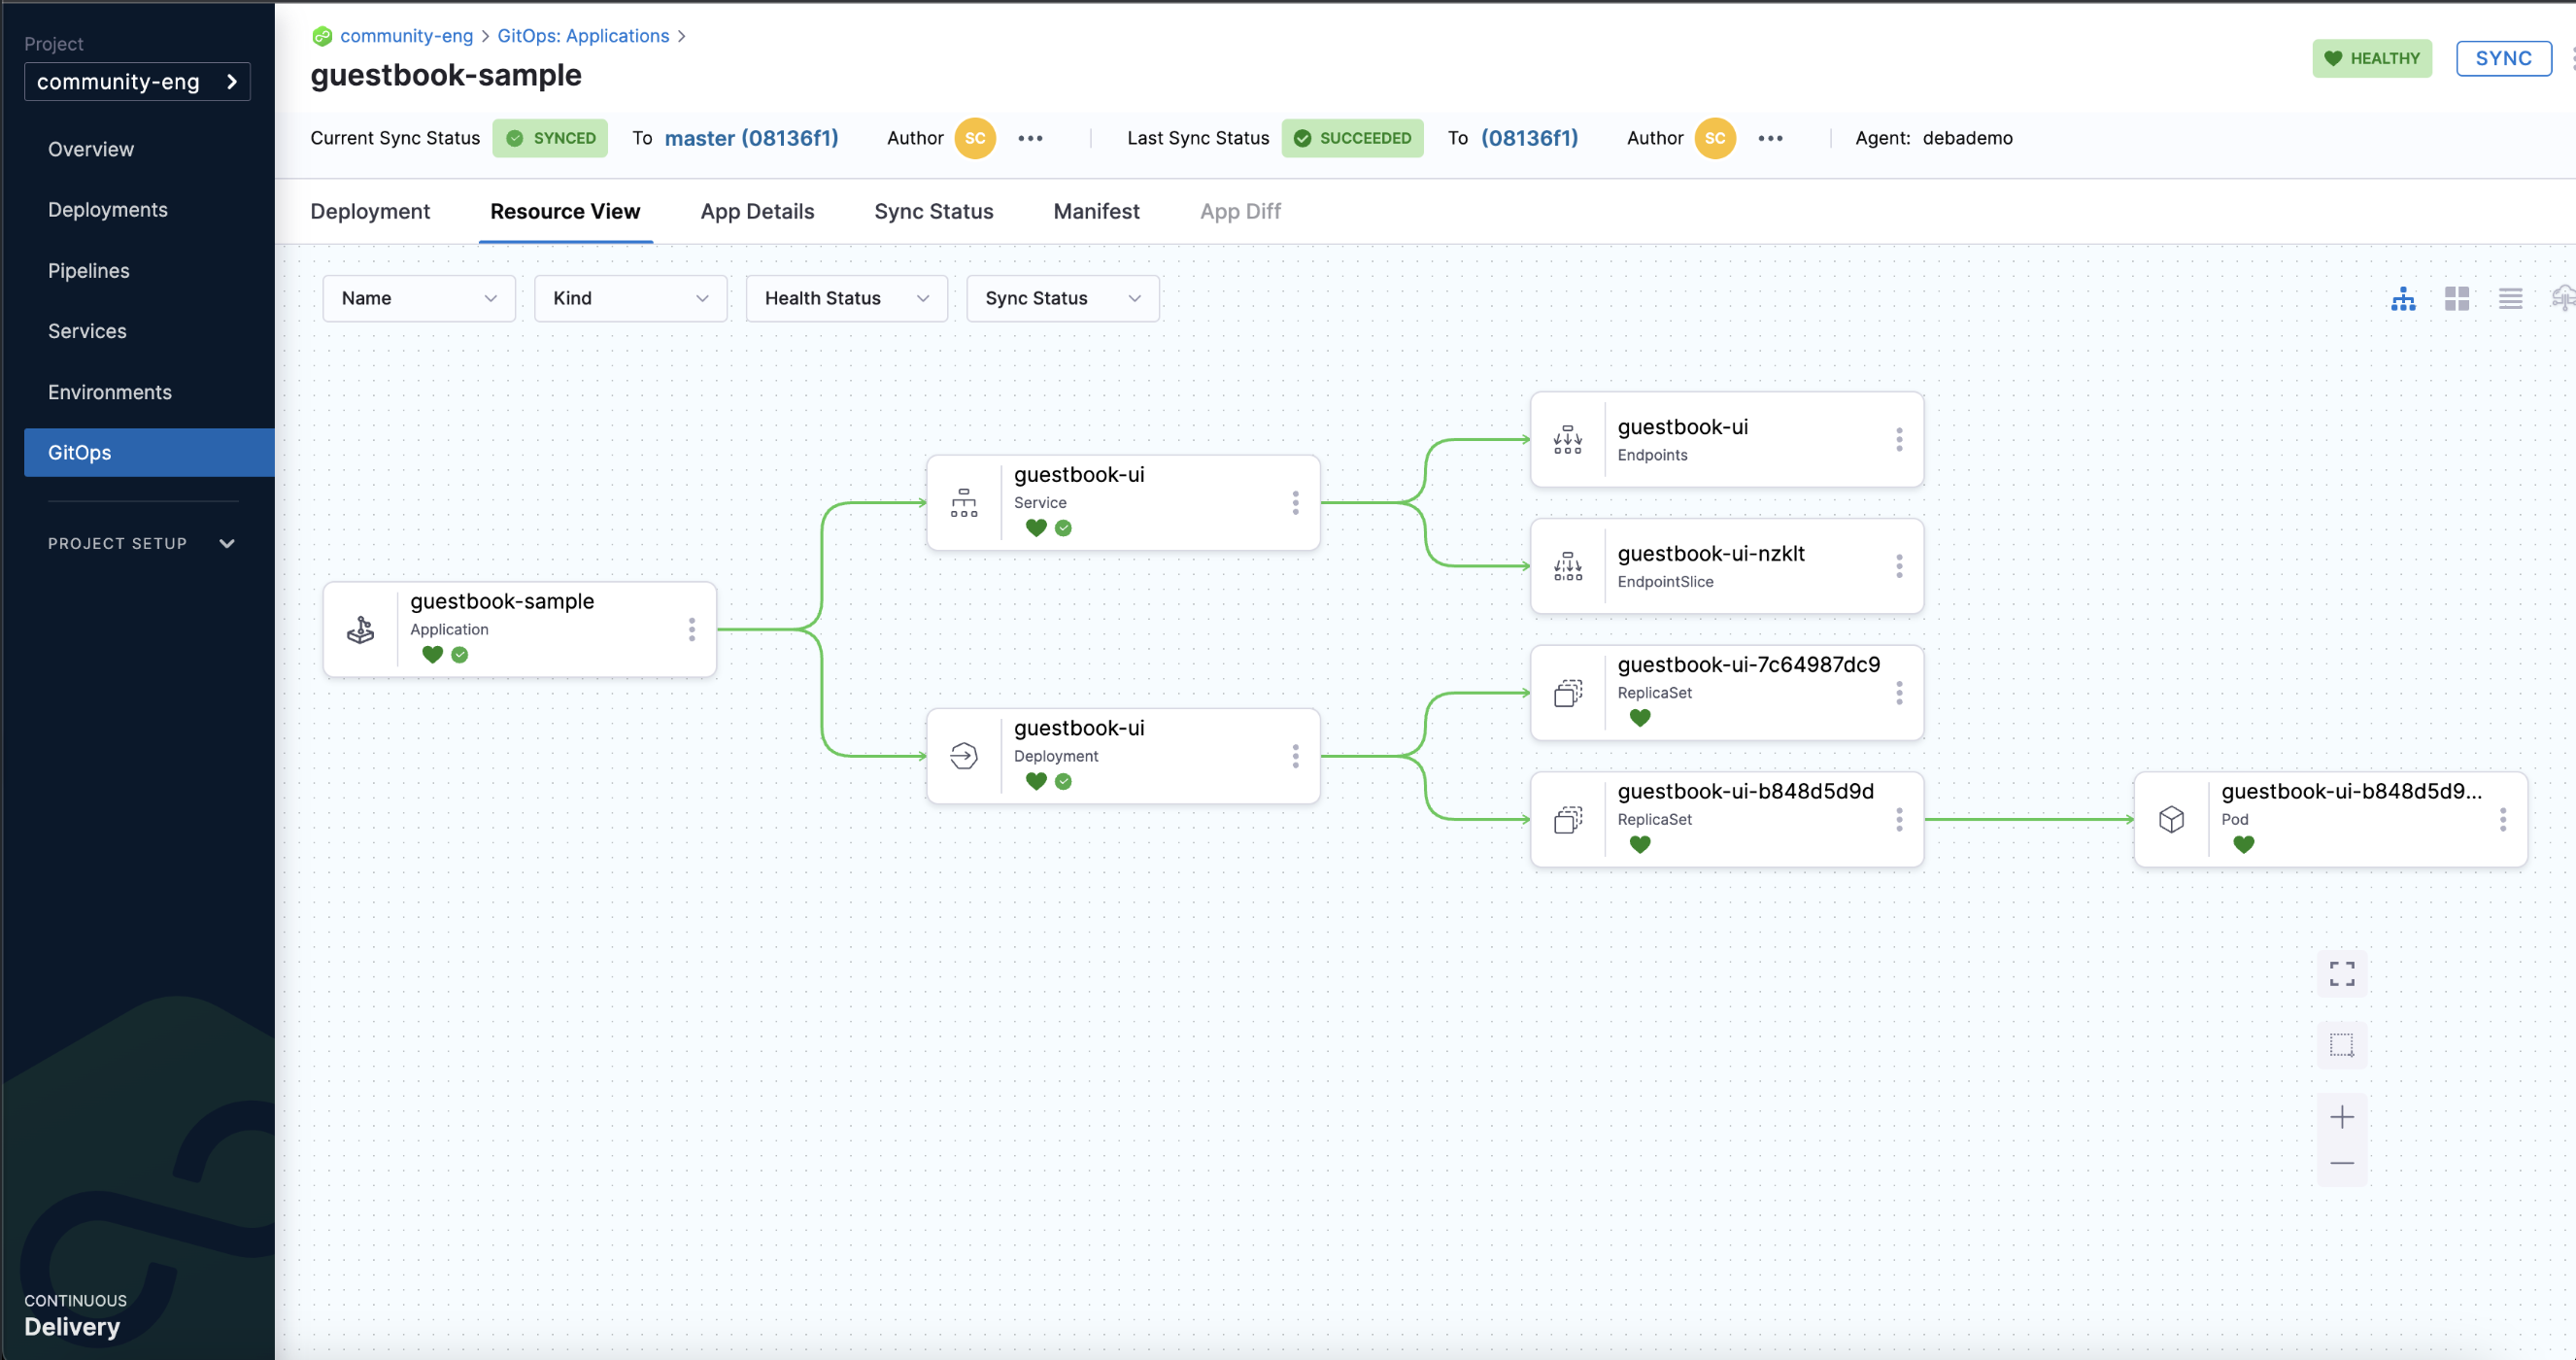 Project
community-eng
Overview
Deployments
Pipelines
Services
Environments
GitOps
PROJECT SETUP
CONTINUOUS
Delivery
community-eng > GitOps: Applications >
guestbook-sample
HEALTHY
SYNC
Current Sync Status SYNCED To master (08136f1) Author SC ••• Last Sync Status SUCCEEDED To (08136f1) Author SC ••• Agent: debademo
Deployment Resource View App Details Sync Status Manifest App Diff
Name Kind Health Status Sync Status
guestbook-sample
Application
guestbook-ui
Service
guestbook-ui
Deployment
guestbook-ui
Endpoints
guestbook-ui-nzklt
EndpointSlice
guestbook-ui-7c64987dc9
ReplicaSet
guestbook-ui-b848d5d9d
ReplicaSet
guestbook-ui-b848d5d9...
Pod